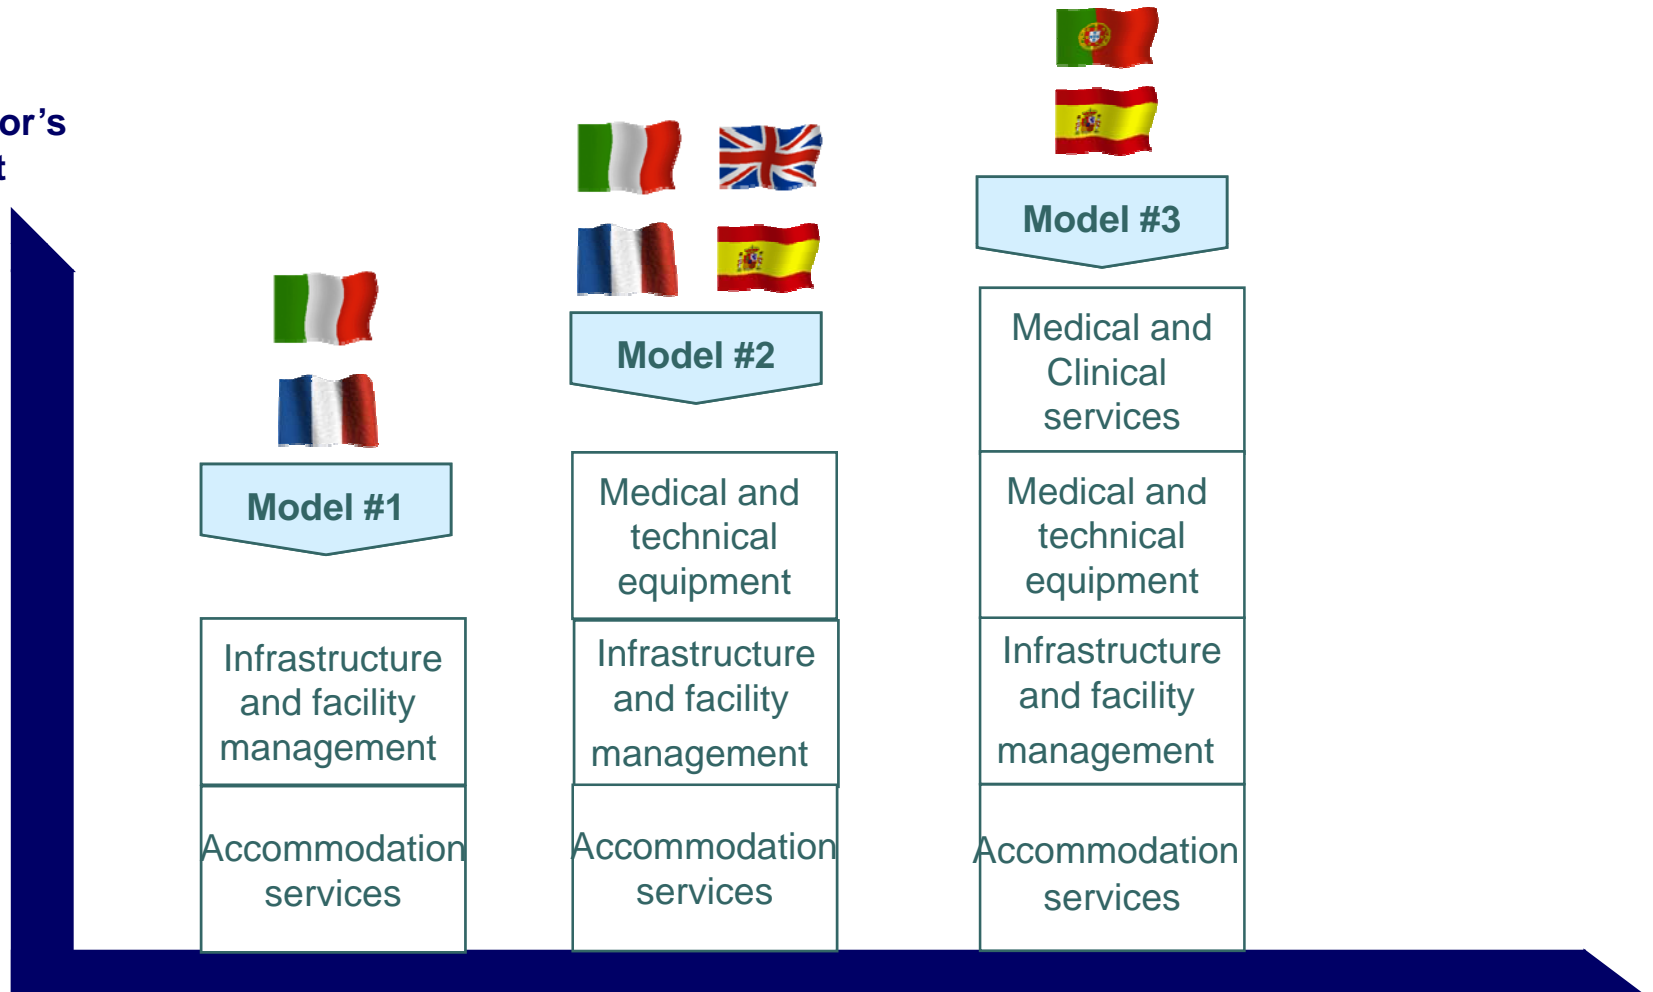 or’s
t
Model #1
Infrastructure
and facility
management
Accommodation
services
Model #2
Medical and
technical
equipment
Infrastructure
and facility
management
Accommodation
services
Model #3
Medical and
Clinical
services
Medical and
technical
equipment
Infrastructure
and facility
management
Accommodation
services